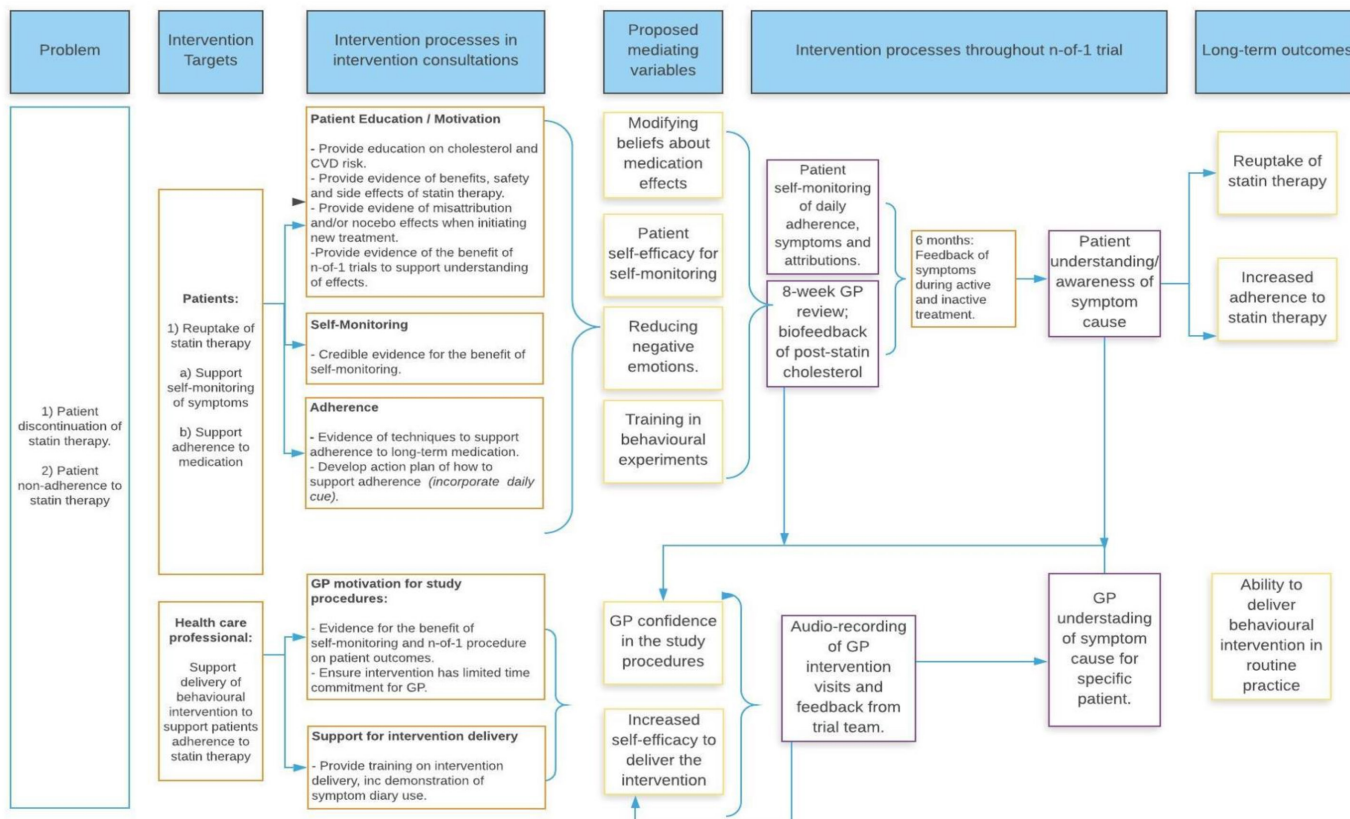 Problem
Intervention
Targets
Intervention processes in
intervention consultations
Proposed
mediating
variables
Intervention processes throughout n-of-1 trial
Long-term outcomes
1) Patient
discontinuation of
statin therapy.
2) Patient
non-adherence to
statin therapy
Patients:
1) Reuptake of
statin therapy
a) Support
self-monitoring
of symptoms
b) Support
adherence to
medication
Health care
professional:
Support
delivery of
behavioural
intervention to
support patients
adherence to
statin therapy
Patient Education / Motivation
- Provide education on cholesterol and
CVD risk.
- Provide evidence of benefits, safety
and side effects of statin therapy.
- Provide evidene of misattribution
and/or nocebo effects when initiating
new treatment.
-Provide evidence of the benefit of
n-of-1 trials to support understanding
of effects.
Self-Monitoring
- Credible evidence for the benefit of
self-monitoring.
Adherence
- Evidence of techniques to support
adherence to long-term medication.
- Develop action plan of how to
support adherence (incorporate daily
cue).
GP motivation for study
procedures:
- Evidence for the benefit of
self-monitoring and n-of-1 procedure
on patient outcomes.
- Ensure intervention has limited time
commitment for GP.
Support for intervention delivery
- Provide training on intervention
delivery, inc demonstration of
symptom diary use.
Modifying
beliefs about
medication
effects
Patient
self-efficacy for
self-monitoring
Reducing
negative
emotions.
Training in
behavioural
experiments
GP confidence
in the study
procedures
Increased
self-efficacy to
deliver the
intervention
Patient
self-monitoring
of daily
adherence,
symptoms and
attributions.
8-week GP
review;
biofeedback
of post-statin
cholesterol
6 months:
Feedback of
symptoms
during active
and inactive
treatment.
Patient
understanding/
awareness of
symptom
cause
Audio-recording
of GP
intervention
visits and
feedback from
trial team.
GP
understading
of symptom
cause for
specific
patient.
Reuptake of
statin therapy
Increased
adherence to
statin therapy
Ability to
deliver
behavioural
intervention in
routine
practice